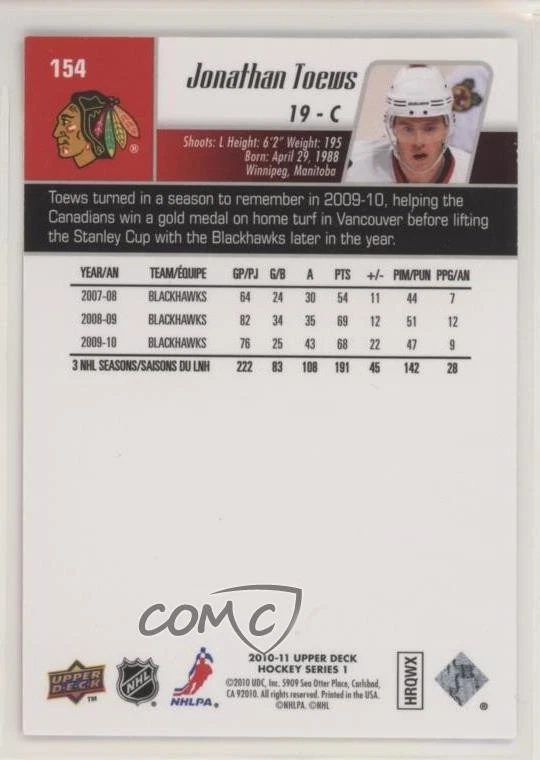 154
Jonathan Toews
19 - C
Shoots: L Height: 6'2" Weight: 195
Born: April 29, 1988
Winnipeg, Manitoba
Toews turned in a season to remember in 2009-10, helping the
Canadians win a gold medal on home turf in Vancouver before lifting
the Stanley Cup with the Blackhawks later in the year.
YEAR/AN TEAM/ÉQUIPE GP/PJ G/B A PTS +/- PIM/PUN PPG/AN
2007-08 BLACKHAWKS 64 24 30 54 11 44 7
2008-09 BLACKHAWKS 82 34 35 69 12 51 12
2009-10 BLACKHAWKS 76 25 43 68 22 47 9
3 NHL SEASONS/SAISONS DU LNH 222 83 108 191 45 142 28
COMC
2010-11 UPPER DECK
HOCKEY SERIES 1
©2010 UDC, Inc. 5909 Sea Otter Place, Carlsbad,
CA 92010. All rights reserved. Printed in the USA.
©NHLPA. ©NHL
UPPER
D·E·C·K
TM
NHL
NHLPA.
HRQWX
®
®